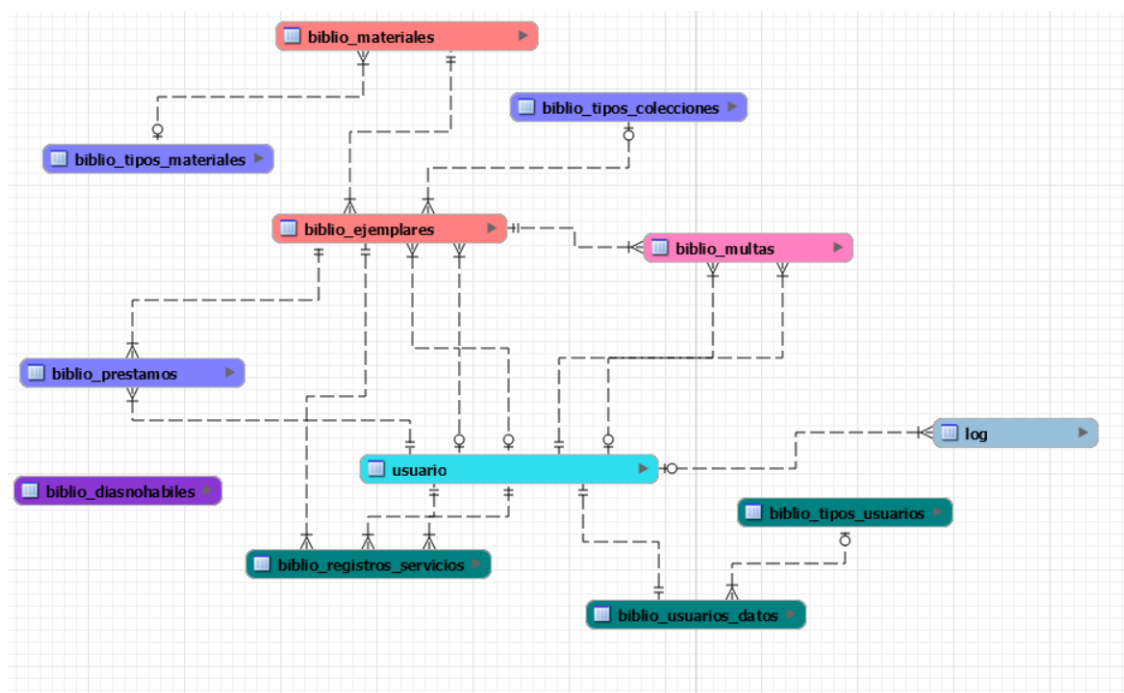 biblio_materiales
biblio_tipos_colecciones
biblio_tipos_materiales
biblio_ejemplares
biblio_multas
biblio_prestamos
log
usuario
biblio_diasnohabiles
biblio_tipos_usuarios
biblio_registros_servicios
biblio_usuarios_datos